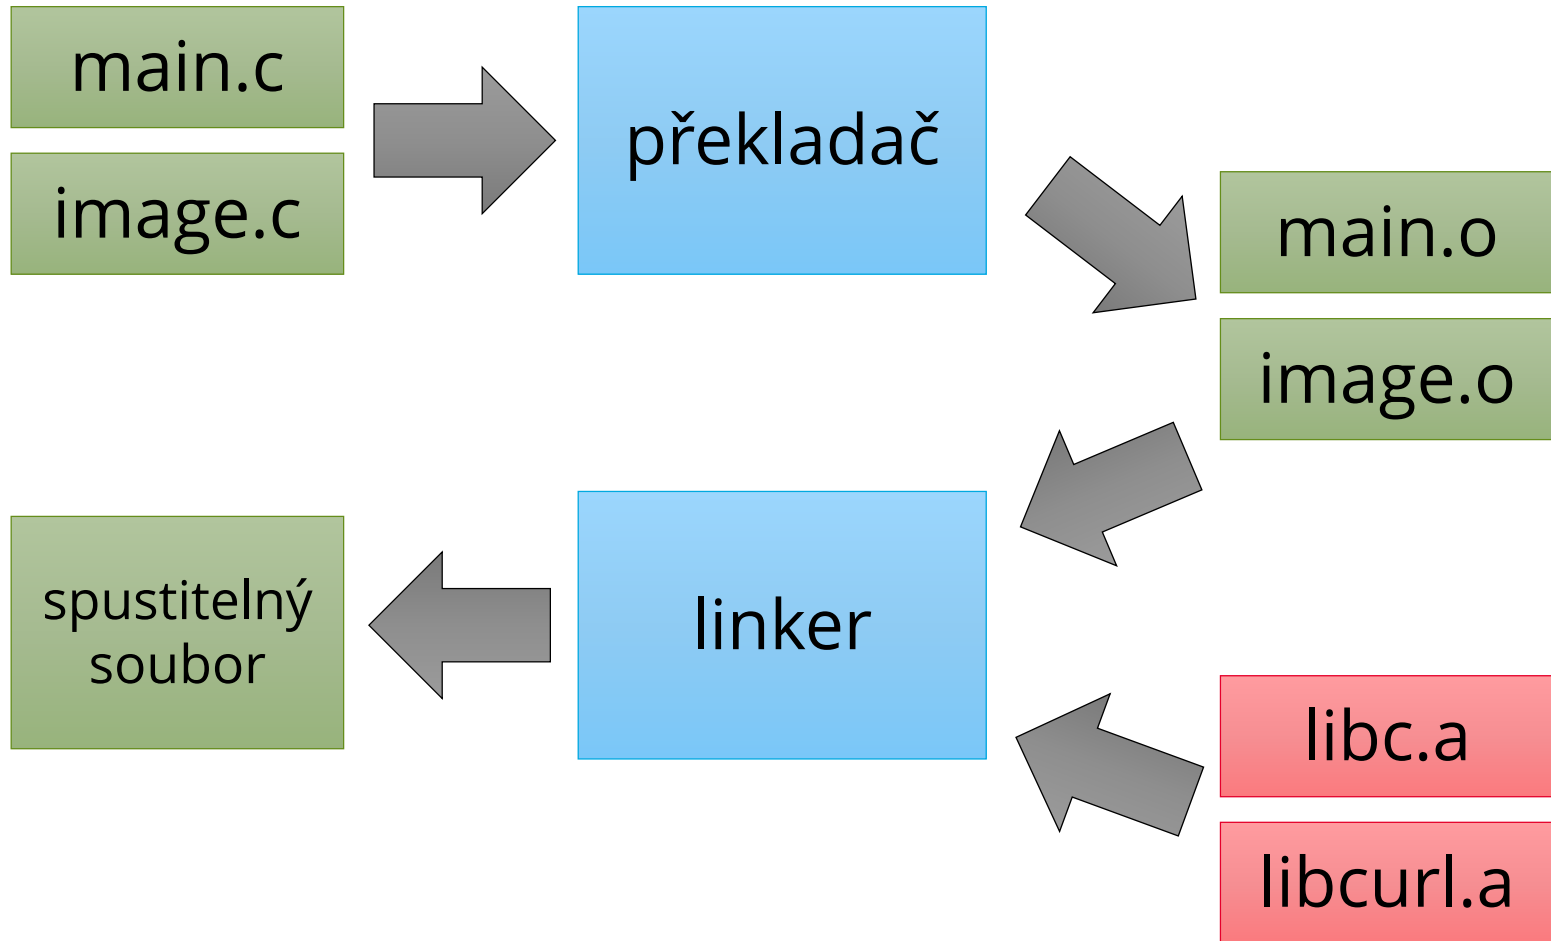 main.c
image.c
překladač
main.o
image.o
linker
spustitelný
soubor
libc.a
libcurl.a